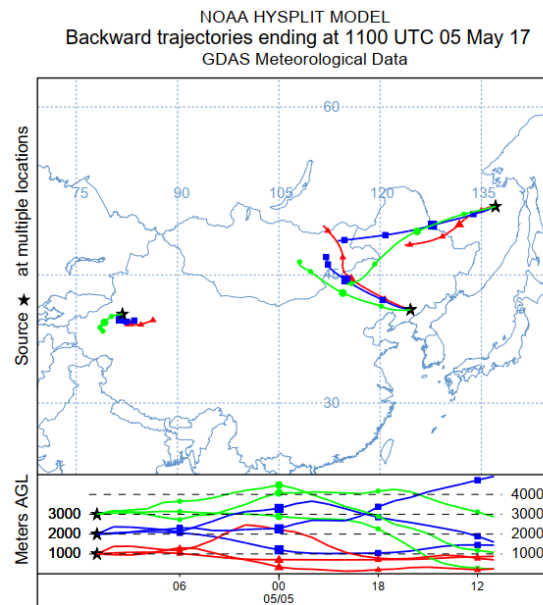 NOAA HYSPLIT MODEL
Backward trajectories ending at 1100 UTC 05 May 17
GDAS Meteorological Data
Source ★ at multiple locations
60
75 90 105 120 135
45
30
Meters AGL
4000
3000 3000
2000 2000
1000 1000
06 00 18 12
05/05